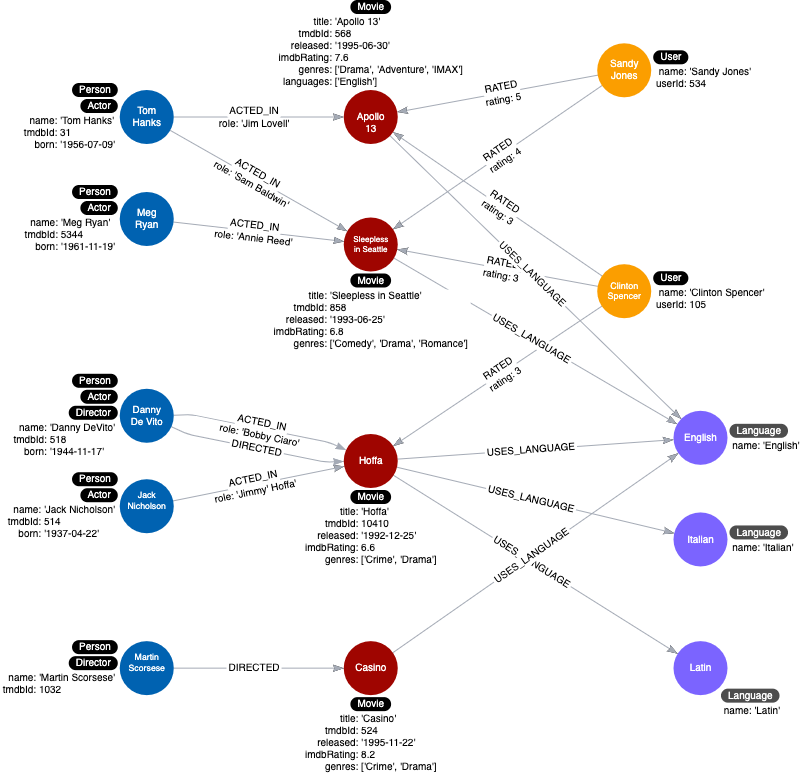 Movie
title: 'Apollo 13'
tmdbId: 568
released: '1995-06-30'
imdbRating: 7.6
genres: ['Drama', 'Adventure', 'IMAX']
languages: ['English']
Person
Actor
name: 'Tom Hanks'
tmdbId: 31
born: '1956-07-09'
Tom
Hanks
ACTED_IN
role: 'Jim Lovell'
Apollo
13
RATED
rating: 5
Sandy
Jones
User
name: 'Sandy Jones'
userId: 534
ACTED_IN
role: 'Sam Baldwin'
RATED
rating: 4
Person
Actor
name: 'Meg Ryan'
tmdbId: 5344
born: '1961-11-19'
Meg
Ryan
ACTED_IN
role: 'Annie Reed'
Sleepless
in Seattle
RATED
rating: 3
USES_LANGUAGE
RATED
rating: 3
Clinton
Spencer
User
name: 'Clinton Spencer'
userId: 105
Movie
title: 'Sleepless in Seattle'
tmdbId: 858
released: '1993-06-25'
imdbRating: 6.8
genres: ['Comedy', 'Drama', 'Romance']
USES_LANGUAGE
RATED
rating: 3
Person
Actor
Director
name: 'Danny DeVito'
tmdbId: 518
born: '1944-11-17'
Danny
De Vito
ACTED_IN
role: 'Bobby Ciaro'
DIRECTED
Hoffa
USES_LANGUAGE
English
Language
name: 'English'
Person
Actor
name: 'Jack Nicholson'
tmdbId: 514
born: '1937-04-22'
Jack
Nicholson
ACTED_IN
role: 'Jimmy' Hoffa'
Movie
title: 'Hoffa'
tmdbId: 10410
released: '1992-12-25'
imdbRating: 6.6
genres: ['Crime', 'Drama']
USES_LANGUAGE
Italian
Language
name: 'Italian'
USES_LANGUAGE
USES_LANGUAGE
Person
Director
name: 'Martin Scorsese'
tmdbId: 1032
Martin
Scorsese
DIRECTED
Casino
Latin
Language
name: 'Latin'
Movie
title: 'Casino'
tmdbId: 524
released: '1995-11-22'
imdbRating: 8.2
genres: ['Crime', 'Drama']